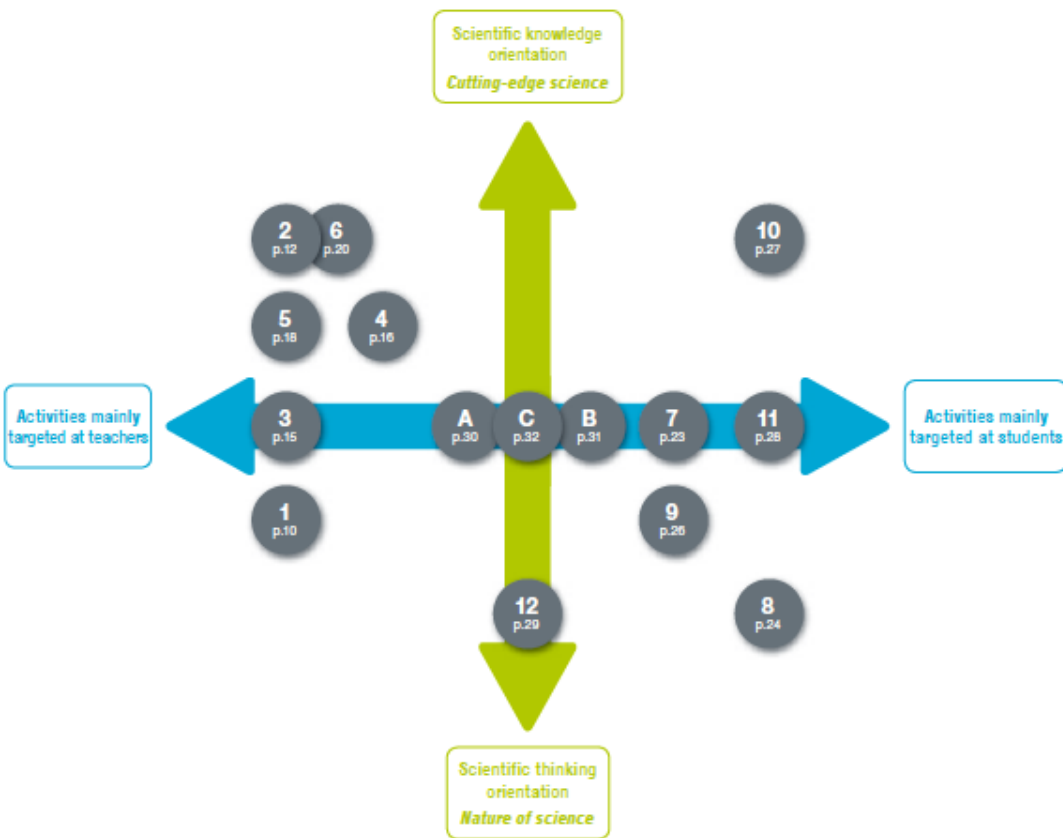 Scientific knowledge
orientation
Cutting-edge science
2
p.12
6
p.20
10
p.27
5
p.18
4
p.16
Activities mainly
targeted at teachers
3
p.15
A
p.30
C
p.32
B
p.31
7
p.23
11
p.28
Activities mainly
targeted at students
1
p.10
9
p.26
12
p.29
8
p.24
Scientific thinking
orientation
Nature of science